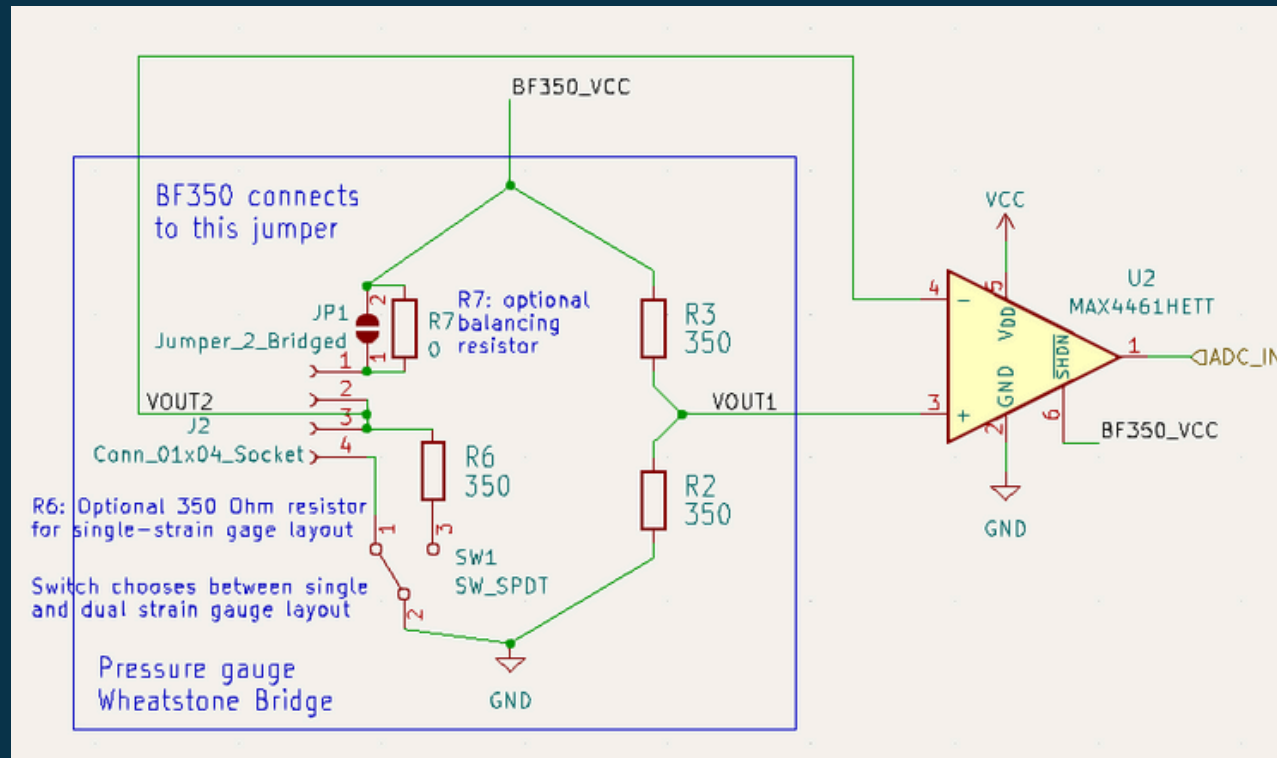 BF350_VCC
BF350 connects
to this jumper
VCC
U2
MAX4461HETT
4
−
5
VDD
JP1
2
R7
0
R7: optional
balancing
resistor
R3
350
Jumper_2_Bridged
1
1
SHDN
1
ADC_IN
2
VOUT2
VOUT1
3
+
GND
2
6
BF350_VCC
J2
3
Conn_01x04_Socket
4
R6
350
R2
350
GND
R6: Optional 350 Ohm resistor
for single-strain gage layout
1
3
SW1
SW_SPDT
Switch chooses between single
and dual strain gauge layout
2
Pressure gauge
Wheatstone Bridge
GND